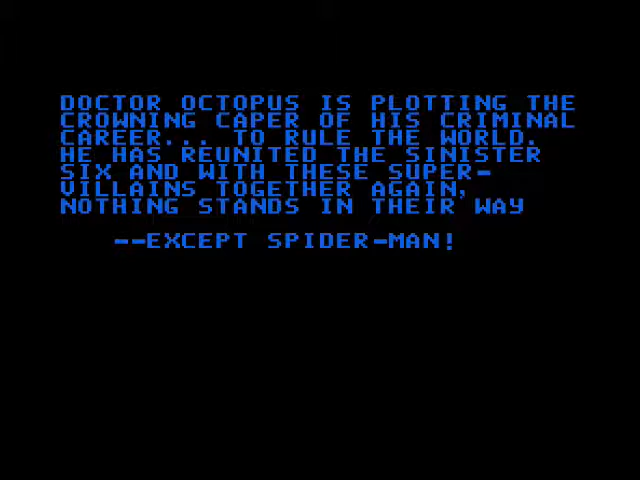 DOCTOR OCTOPUS IS PLOTTING THE
CROWNING CAPER OF HIS CRIMINAL
CAREER... TO RULE THE WORLD.
HE HAS REUNITED THE SINISTER
SIX AND WITH THESE SUPER-
VILLAINS TOGETHER AGAIN,
NOTHING STANDS IN THEIR WAY
--EXCEPT SPIDER-MAN!